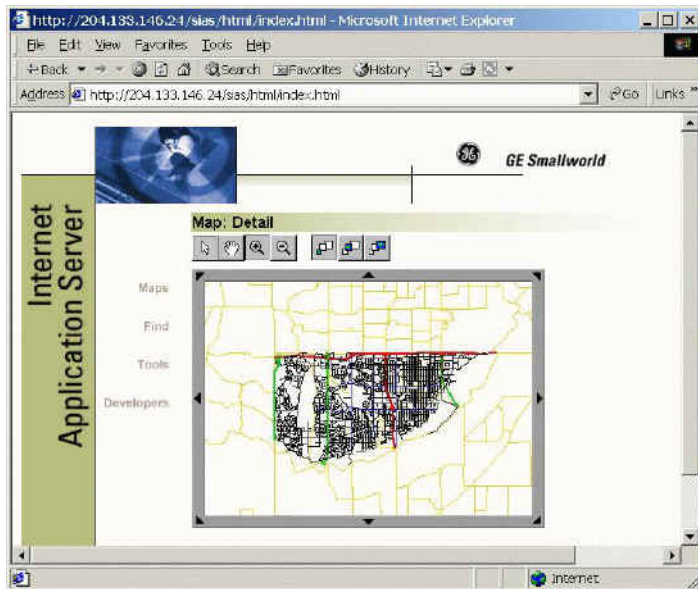 http://204.133.146.24/sias/html/index.html - Microsoft Internet Explorer
File Edit View Favorites Tools Help
Back Search Favorites History
Address http://204.133.146.24/sias/html/index.html Go Links »
GE Smallworld
Internet
Application Server
Map: Detail
Maps
Find
Tools
Developers
Internet